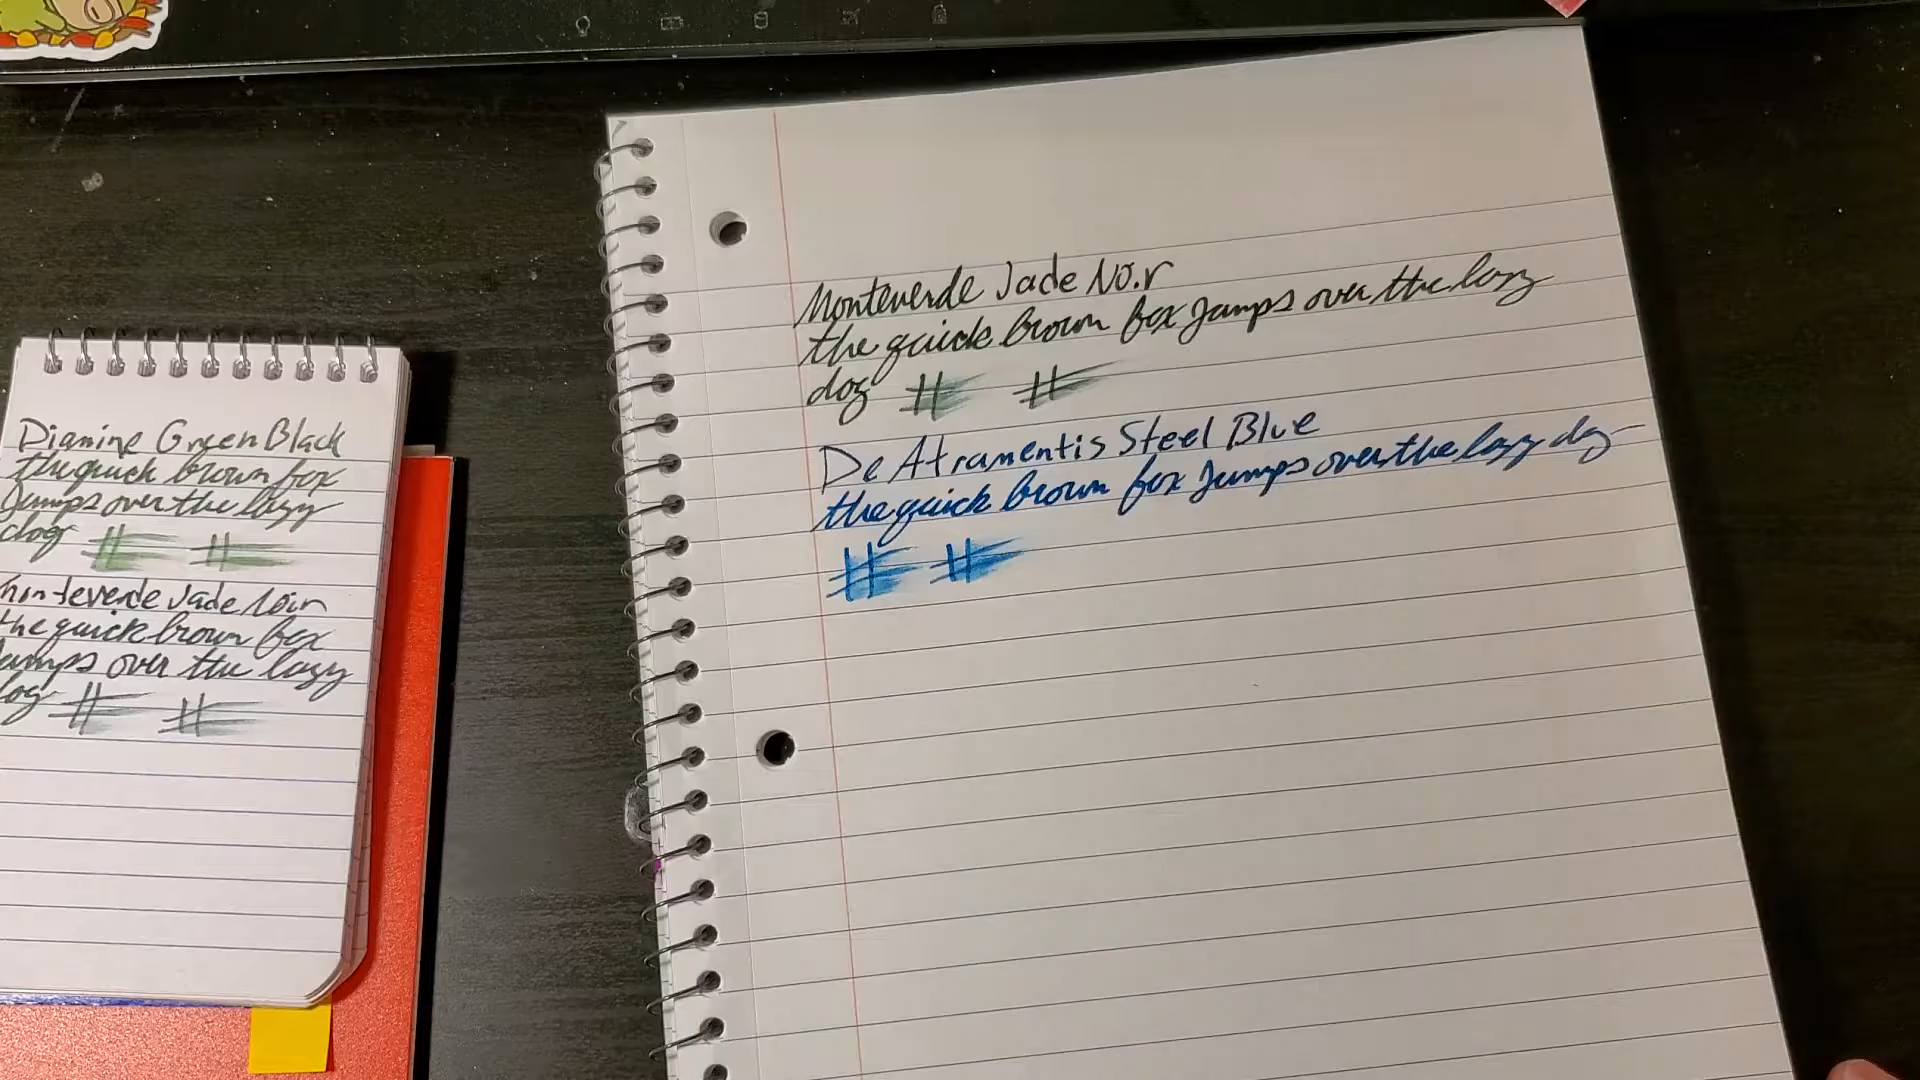 Diamine Green Black
the quick brown fox
Jumps over the lazy
dog
Monteverde Jade Noir
the quick brown fox
Jumps over the lazy
dog
Monteverde Jade Noir
the quick brown fox Jumps over the lazy
dog
De Atramentis Steel Blue
the quick brown fox Jumps over the lazy dog